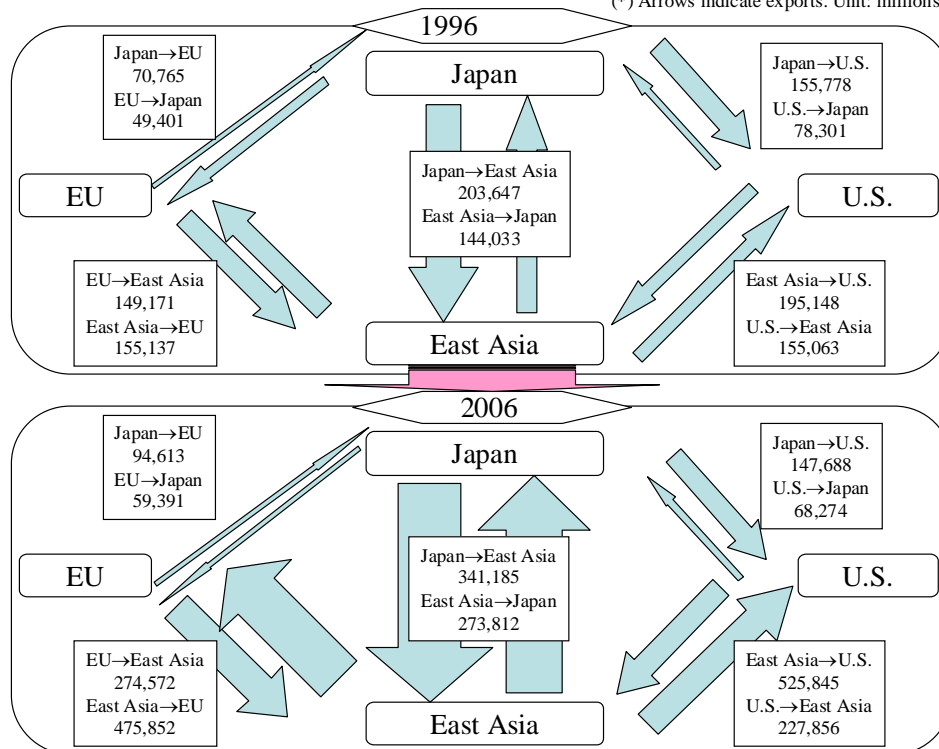 (*) Arrows indicate exports. Unit: millions
1996
Japan→EU
70,765
EU→Japan
49,401
Japan
Japan→U.S.
155,778
U.S.→Japan
78,301
Japan→East Asia
203,647
East Asia→Japan
144,033
EU
U.S.
EU→East Asia
149,171
East Asia→EU
155,137
East Asia→U.S.
195,148
U.S.→East Asia
155,063
East Asia
2006
Japan→EU
94,613
EU→Japan
59,391
Japan
Japan→U.S.
147,688
U.S.→Japan
68,274
Japan→East Asia
341,185
East Asia→Japan
273,812
EU
U.S.
EU→East Asia
274,572
East Asia→EU
475,852
East Asia→U.S.
525,845
U.S.→East Asia
227,856
East Asia